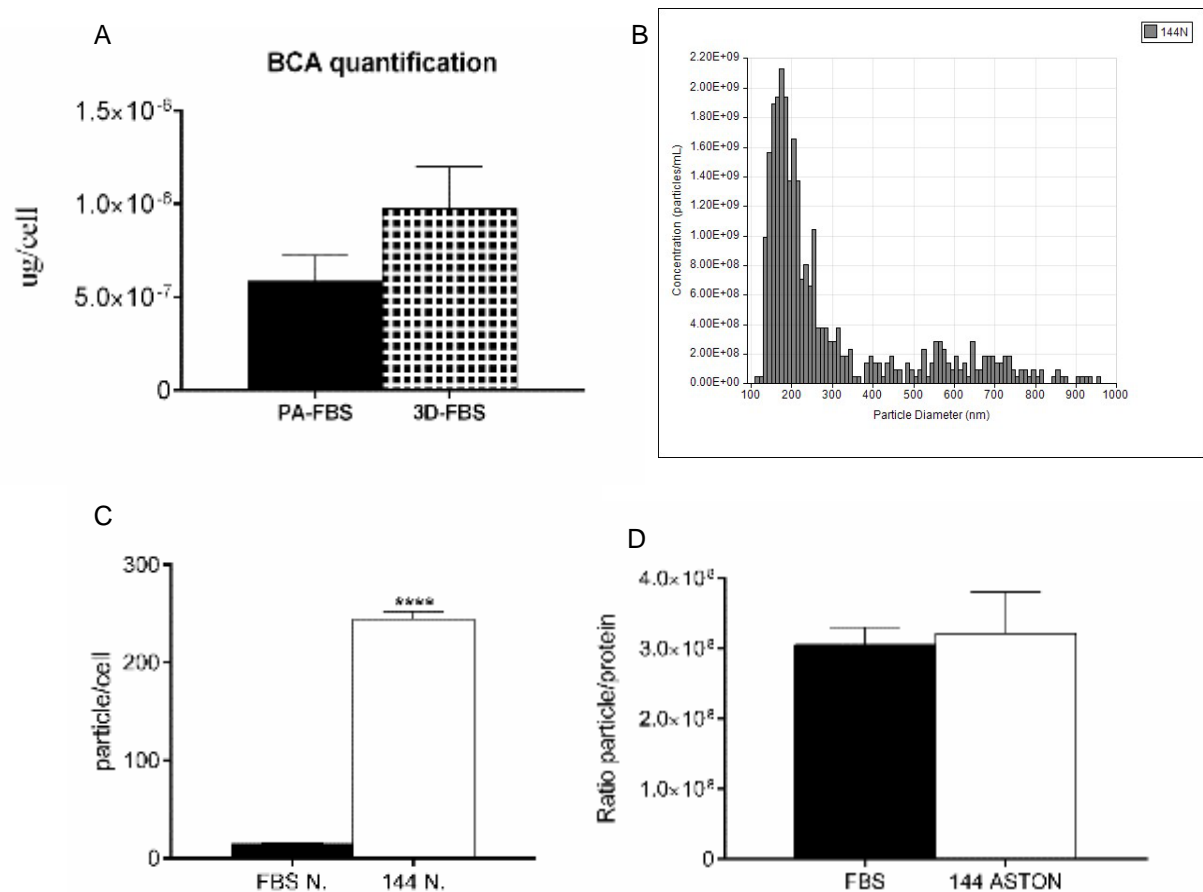 A
BCA quantification
1.5×10⁻⁶
1.0×10⁻⁶
5.0×10⁻⁷
0
ug/cell
PA-FBS 3D-FBS
B
144N
2.20E+09
2.00E+09
1.80E+09
1.60E+09
1.40E+09
1.20E+09
1.00E+09
8.00E+08
6.00E+08
4.00E+08
2.00E+08
0.00E+00
Concentration (particles/mL)
100 200 300 400 500 600 700 800 900 1000
Particle Diameter (nm)
C
300
200
100
0
particle/cell
****
FBS N. 144 N.
D
4.0×10⁸
3.0×10⁸
2.0×10⁸
1.0×10⁸
0
Ratio particle/protein
FBS 144 ASTON